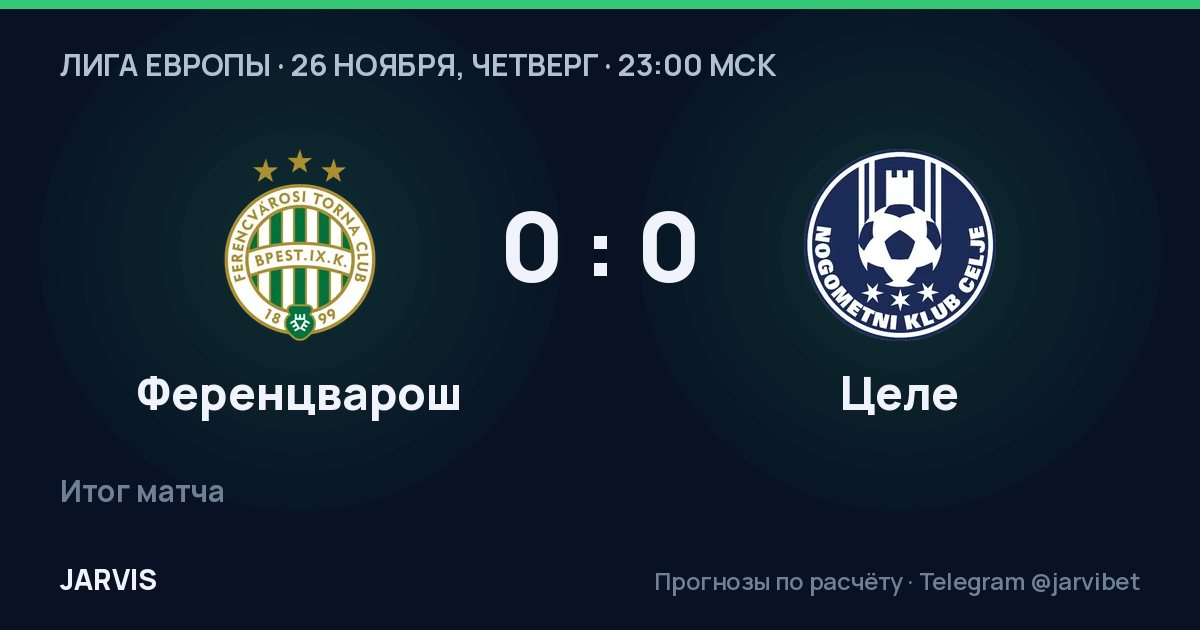 ЛИГА ЕВРОПЫ · 26 НОЯБРЯ, ЧЕТВЕРГ · 23:00 МСК
FERENCVÁROSI TORNA CLUB
BPEST.IX.K.
18 99
0 : 0
NOGOMETNI KLUB CELJE
Ференцварош
Целе
Итог матча
JARVIS
Прогнозы по расчёту · Telegram @jarvibet